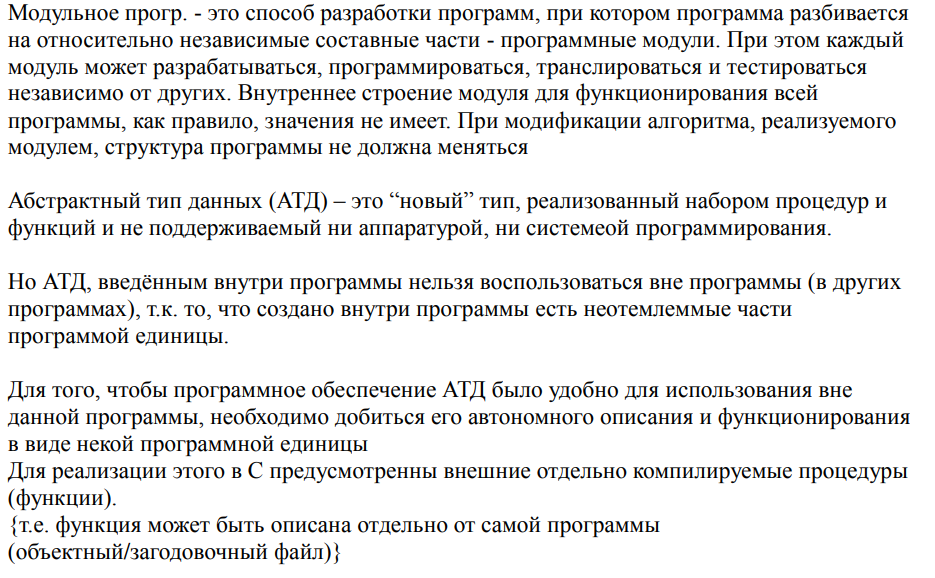 Модульное прогр. - это способ разработки программ, при котором программа разбивается
на относительно независимые составные части - программные модули. При этом каждый
модуль может разрабатываться, программироваться, транслироваться и тестироваться
независимо от других. Внутреннее строение модуля для функционирования всей
программы, как правило, значения не имеет. При модификации алгоритма, реализуемого
модулем, структура программы не должна меняться
Абстрактный тип данных (АТД) – это “новый” тип, реализованный набором процедур и
функций и не поддерживаемый ни аппаратурой, ни системеой программирования.
Но АТД, введённым внутри программы нельзя воспользоваться вне программы (в других
программах), т.к. то, что создано внутри программы есть неотемлеммые части
программой единицы.
Для того, чтобы программное обеспечение АТД было удобно для использования вне
данной программы, необходимо добиться его автономного описания и функционирования
в виде некой программной единицы
Для реализации этого в С предусмотренны внешние отдельно компилируемые процедуры
(функции).
{т.е. функция может быть описана отдельно от самой программы
(объектный/загодовочный файл)}